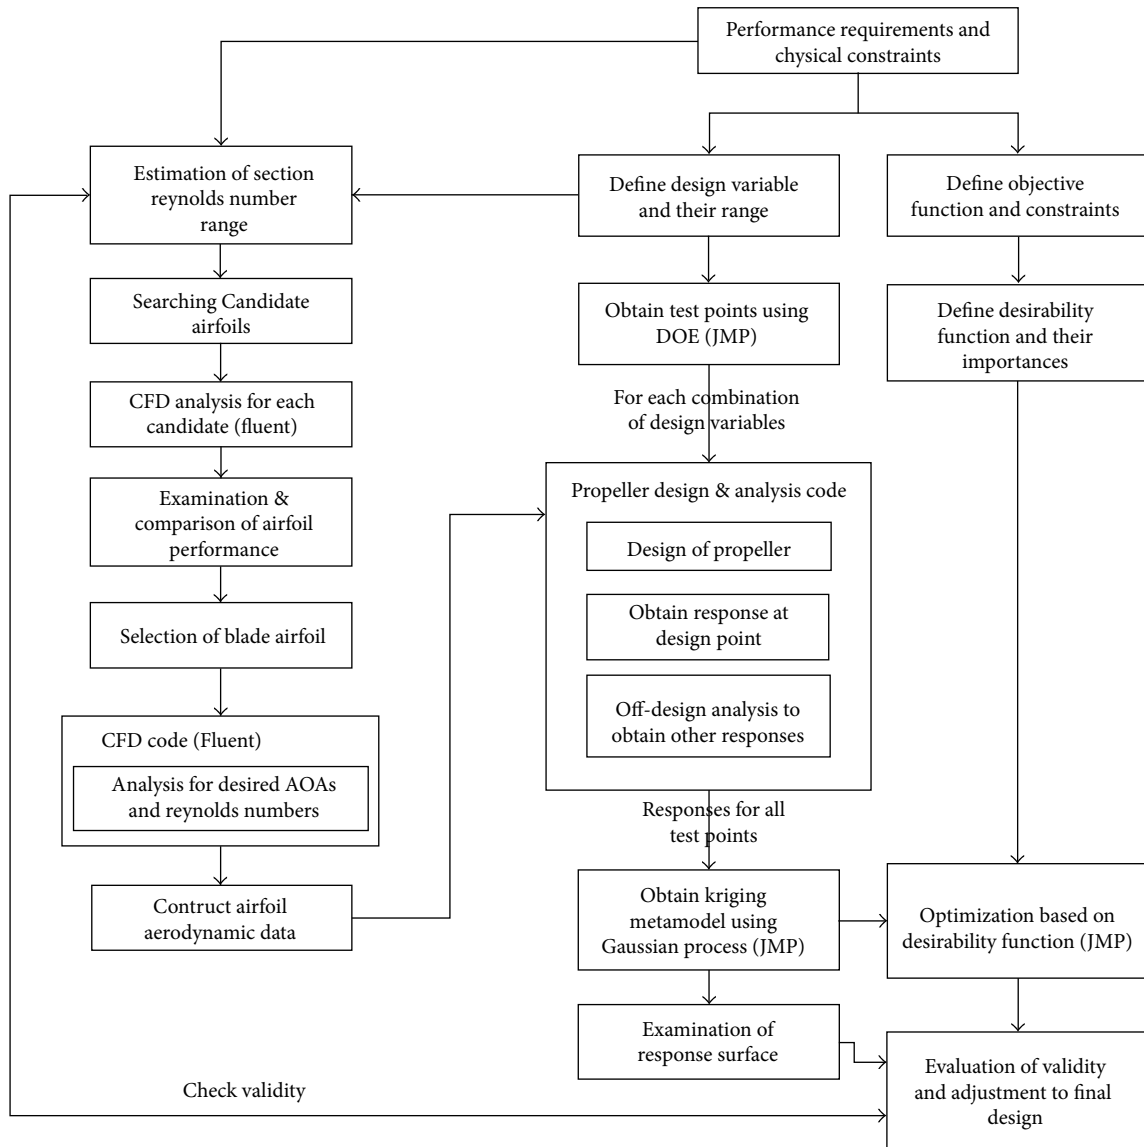 Performance requirements and
chysical constraints
Estimation of section
reynolds number
range
Define design variable
and their range
Define objective
function and constraints
Searching Candidate
airfoils
Obtain test points using
DOE (JMP)
Define desirability
function and their
importances
CFD analysis for each
candidate (fluent)
For each combination
of design variables
Examination &
comparison of airfoil
performance
Selection of blade airfoil
CFD code (Fluent)
Analysis for desired AOAs
and reynolds numbers
Contruct airfoil
aerodynamic data
Propeller design & analysis code
Design of propeller
Obtain response at
design point
Off-design analysis to
obtain other responses
Responses for all
test points
Obtain kriging
metamodel using
Gaussian process (JMP)
Optimization based on
desirability function (JMP)
Examination of
response surface
Evaluation of validity
and adjustment to final
design
Check validity